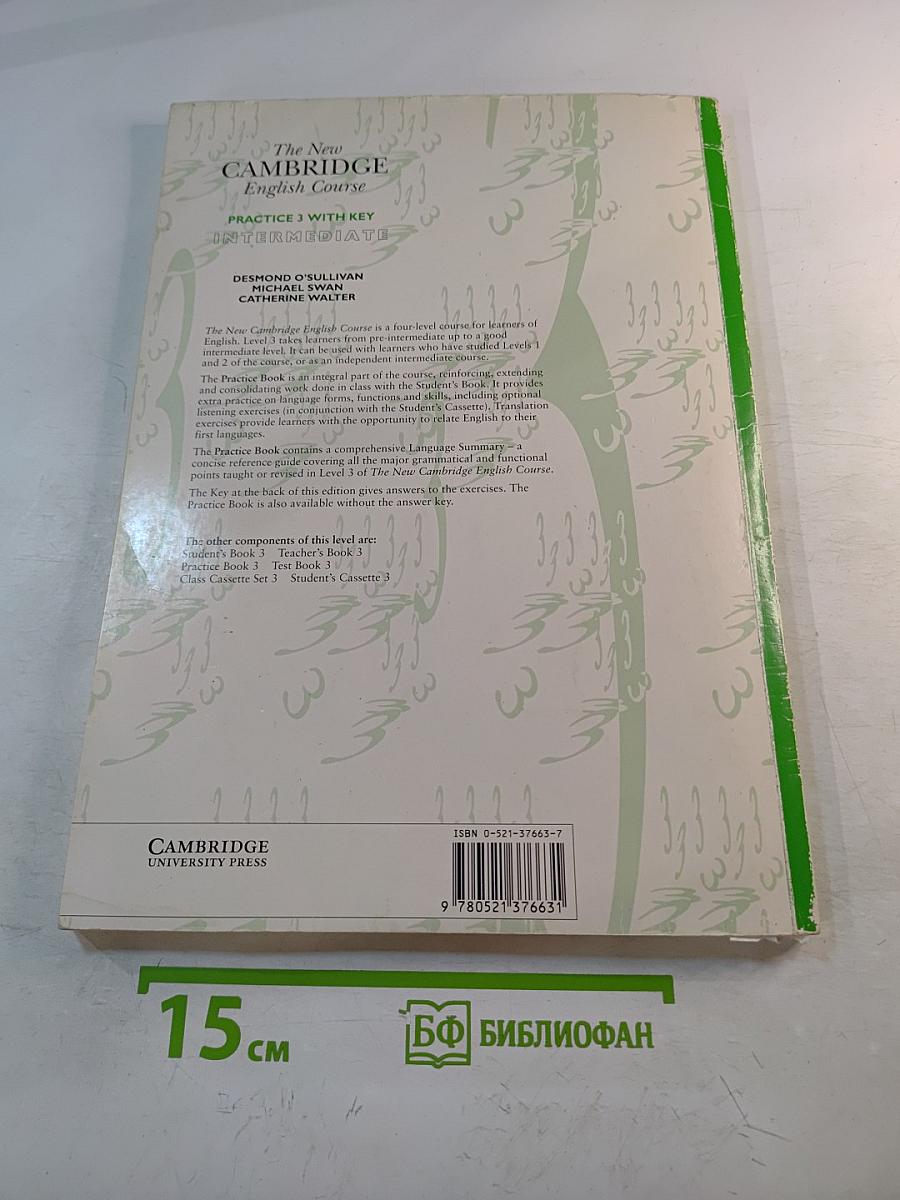 The New
CAMBRIDGE
English Course
PRACTICE 3 WITH KEY
INTERMEDIATE
DESMOND O'SULLIVAN
MICHAEL SWAN
CATHERINE WALTER
The New Cambridge English Course is a four-level course for learners of
English. Level 3 takes learners from pre-intermediate up to a good
intermediate level. It can be used with learners who have studied Levels 1
and 2 of the course, or as an independent intermediate course.
The Practice Book is an integral part of the course, reinforcing, extending
and consolidating work done in class with the Student's Book. It provides
extra practice on language forms, functions and skills, including optional
listening exercises (in conjunction with the Student's Cassette). Translation
exercises provide learners with the opportunity to relate English to their
first languages.
The Practice Book contains a comprehensive Language Summary – a
concise reference guide covering all the major grammatical and functional
points taught or revised in Level 3 of The New Cambridge English Course.
The Key at the back of this edition gives answers to the exercises. The
Practice Book is also available without the answer key.
The other components of this level are:
Student's Book 3 Teacher's Book 3
Practice Book 3 Test Book 3
Class Cassette Set 3 Student's Cassette 3
CAMBRIDGE
UNIVERSITY PRESS
ISBN 0-521-37663-7
9 780521 376631
15 см
БФ БИБЛИОФАН